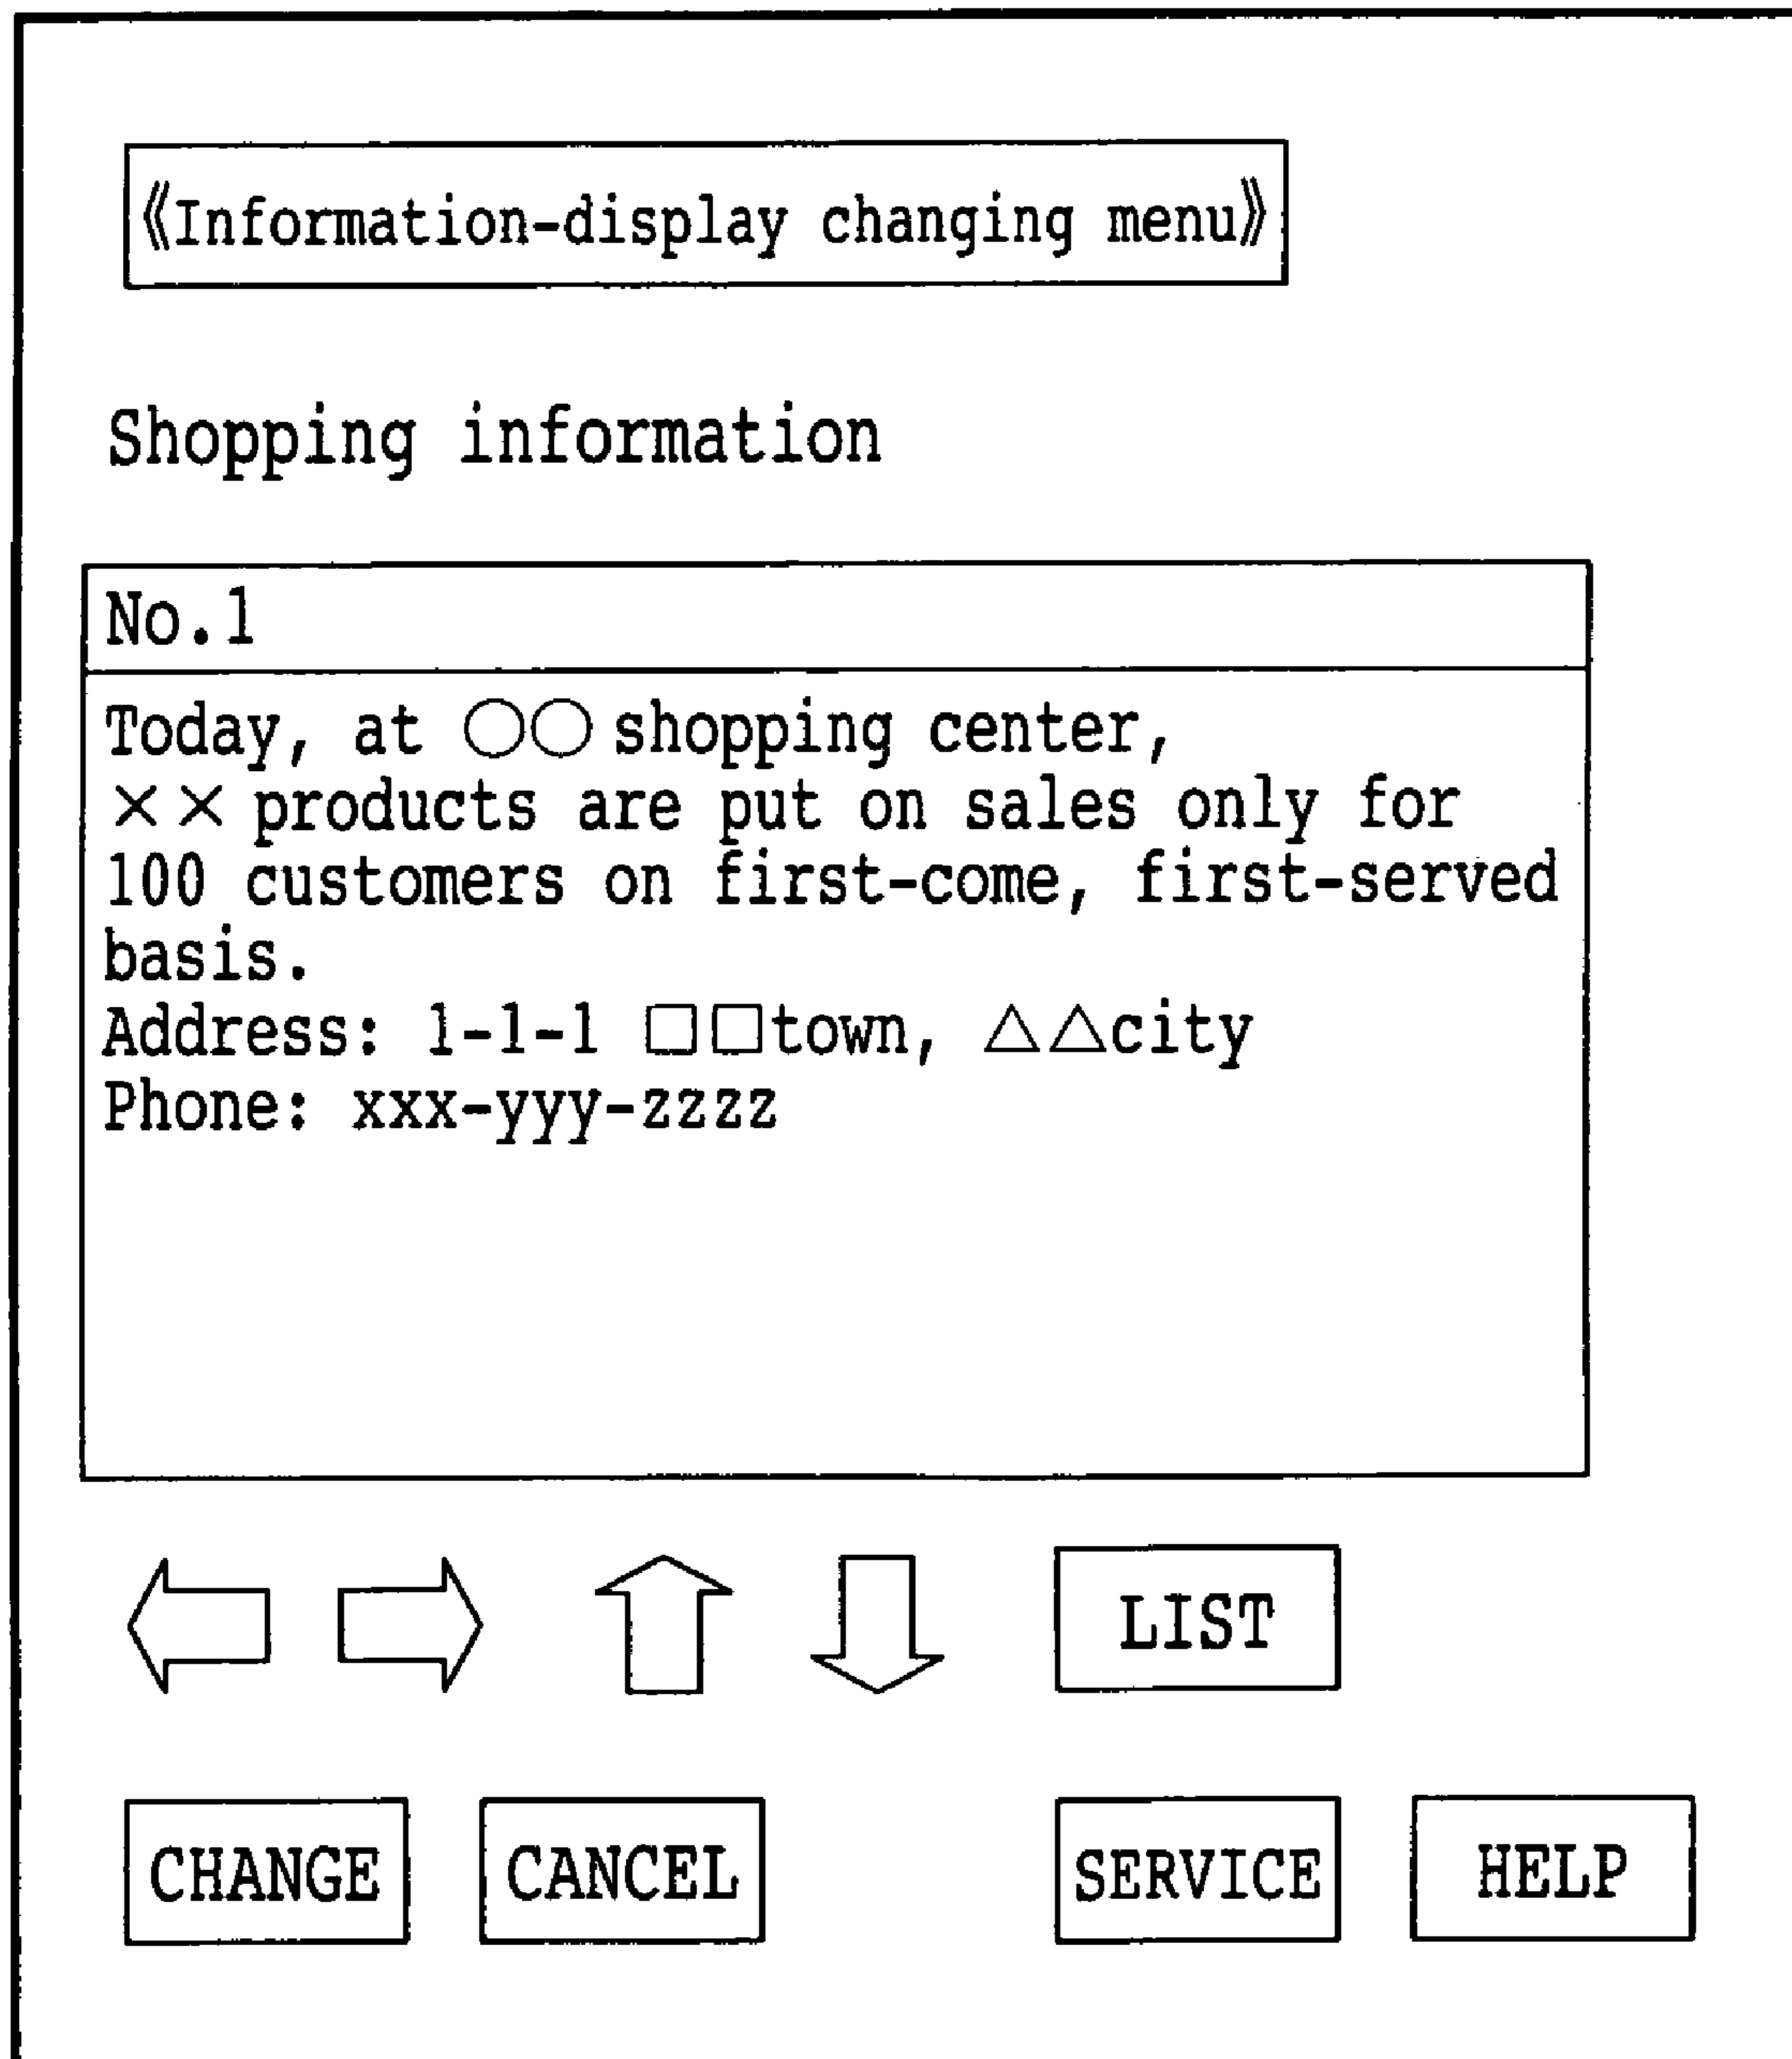 《Information-display changing menu》
Shopping information
No.1
Today, at ○○ shopping center,
×× products are put on sales only for
100 customers on first-come, first-served
basis.
Address: 1-1-1 □□town, △△city
Phone: xxx-yyy-zzzz
LIST
CHANGE CANCEL SERVICE HELP